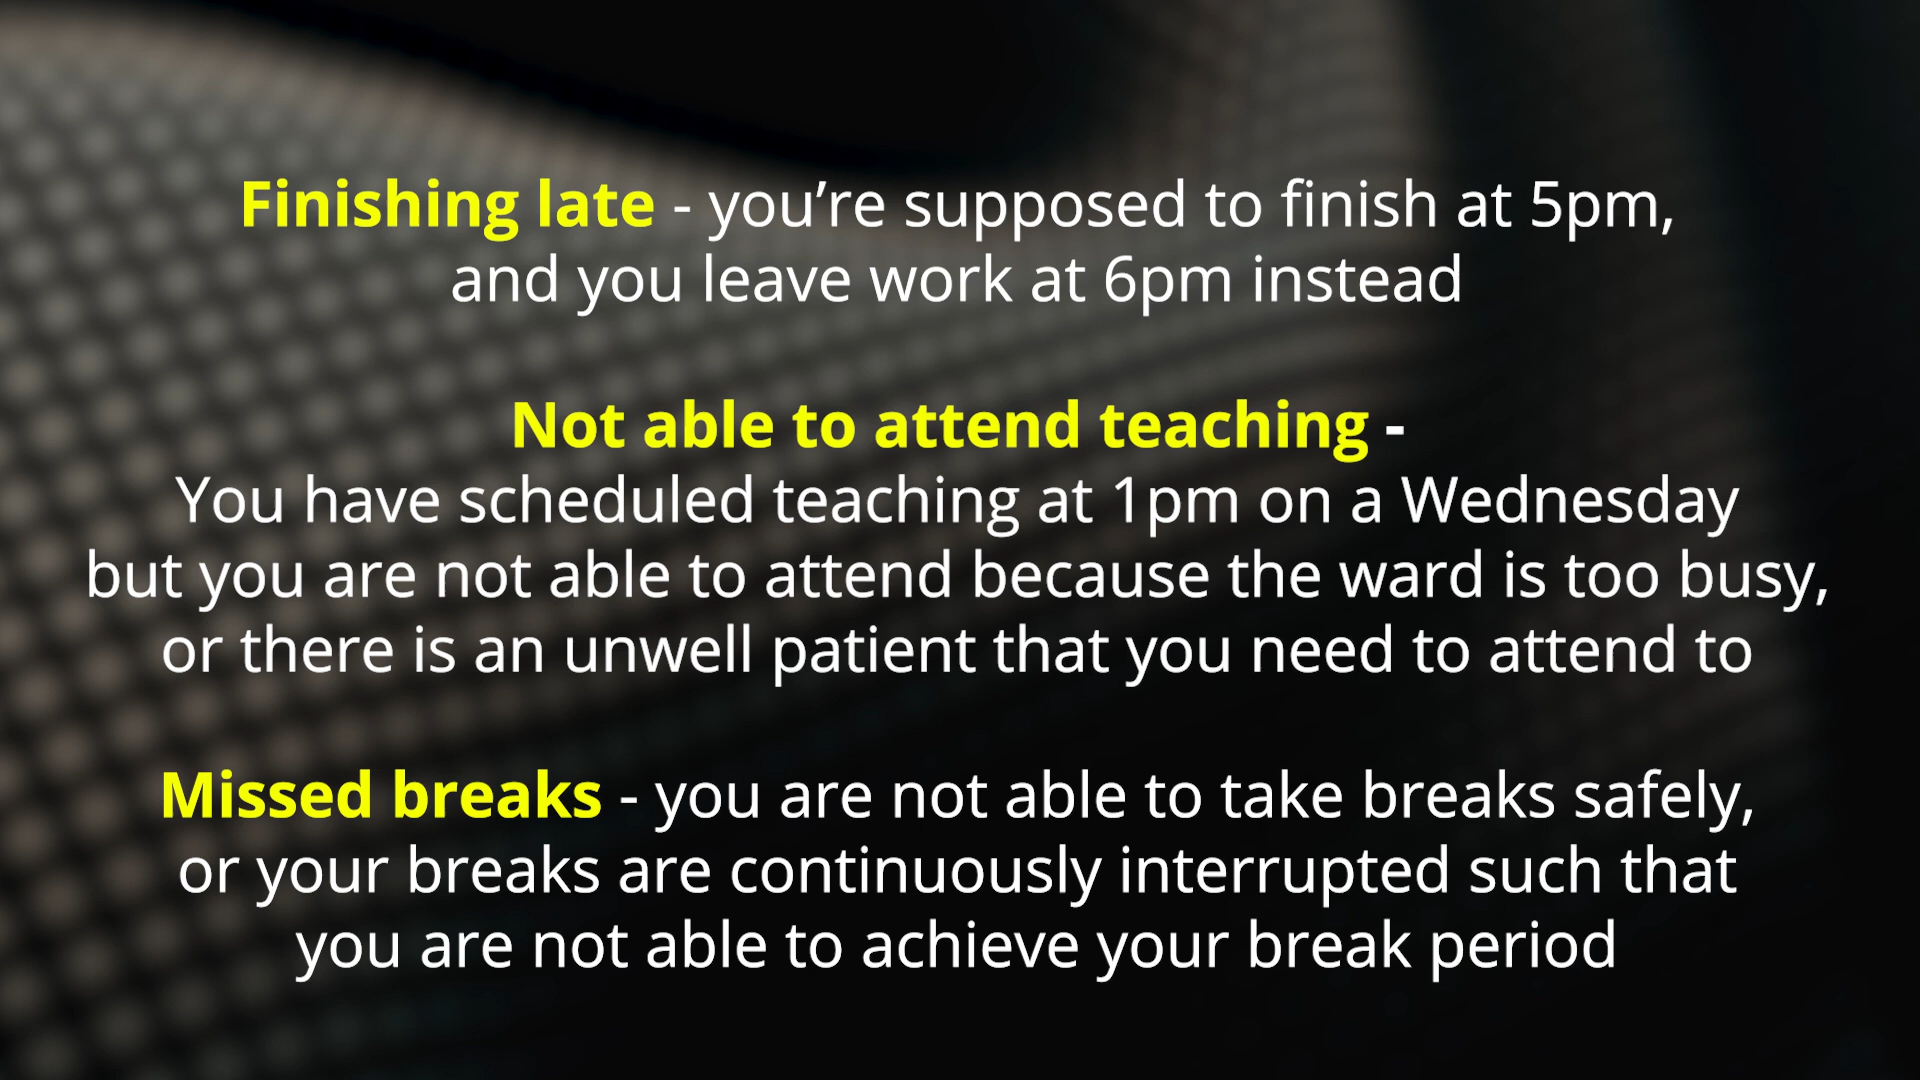 Finishing late - you’re supposed to finish at 5pm,
and you leave work at 6pm instead
Not able to attend teaching -
You have scheduled teaching at 1pm on a Wednesday
but you are not able to attend because the ward is too busy,
or there is an unwell patient that you need to attend to
Missed breaks - you are not able to take breaks safely,
or your breaks are continuously interrupted such that
you are not able to achieve your break period